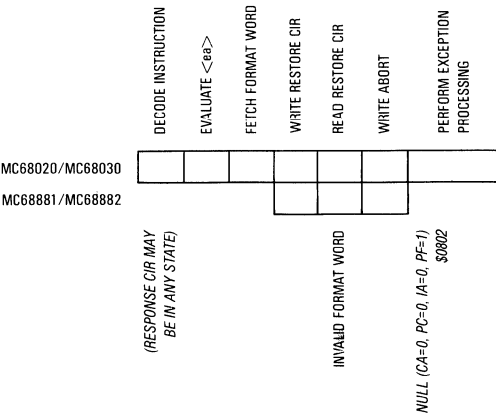 DECODE INSTRUCTION
EVALUATE <ea>
FETCH FORMAT WORD
WRITE RESTORE CIR
READ RESTORE CIR
WRITE ABORT
PERFORM EXCEPTION
PROCESSING
MC68020/MC68030
MC68881/MC68882
(RESPONSE CIR MAY
BE IN ANY STATE)
INVALID FORMAT WORD
NULL (CA=0, PC=0, IA=0, PF=1)
$0802